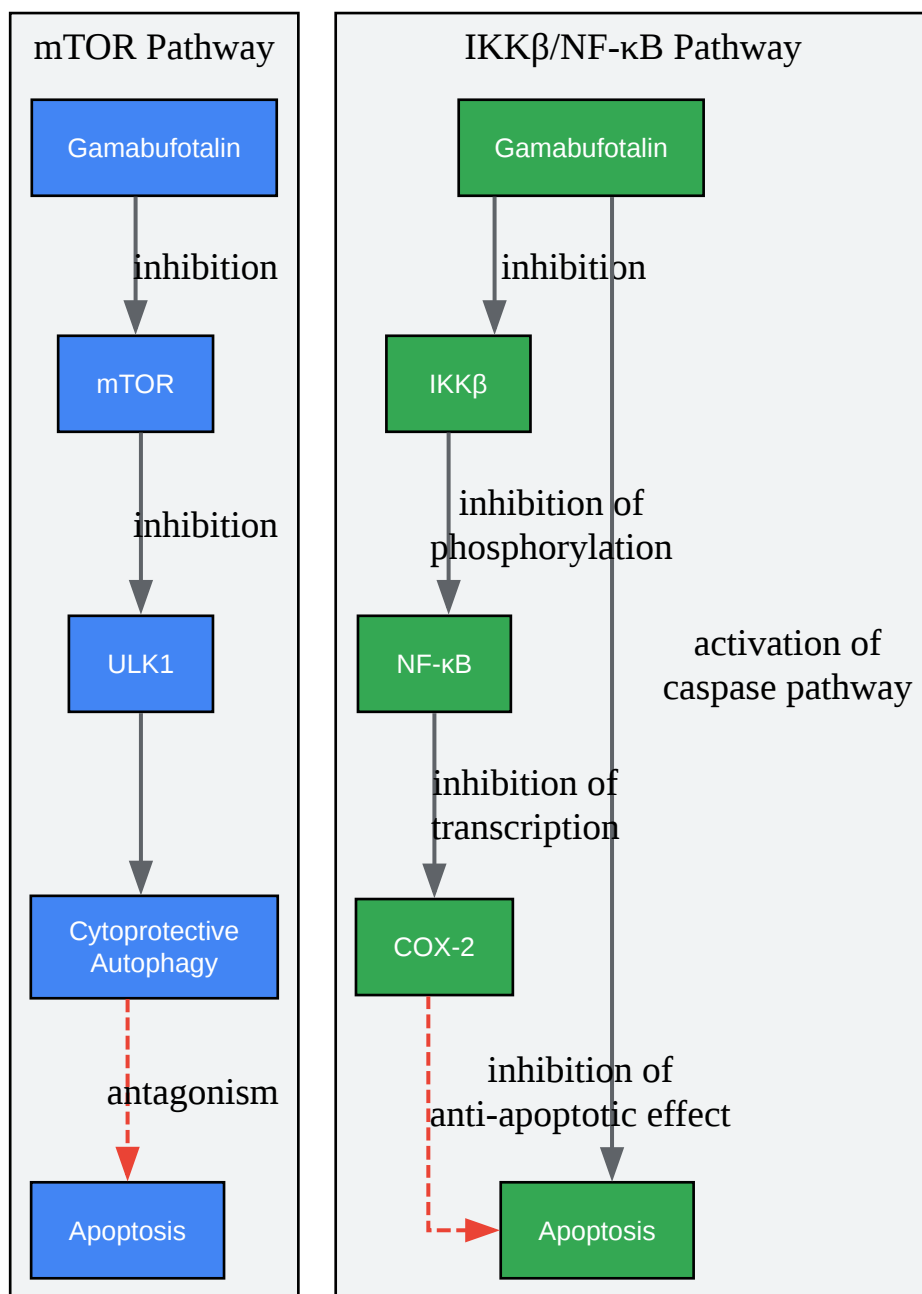 mTOR Pathway
Gamabufotalin
inhibition
mTOR
inhibition
ULK1
Cytoprotective
Autophagy
antagonism
Apoptosis
IKKβ/NF-κB Pathway
Gamabufotalin
inhibition
IKKβ
inhibition of
phosphorylation
NF-κB
activation of
caspase pathway
inhibition of
transcription
COX-2
inhibition of
anti-apoptotic effect
Apoptosis